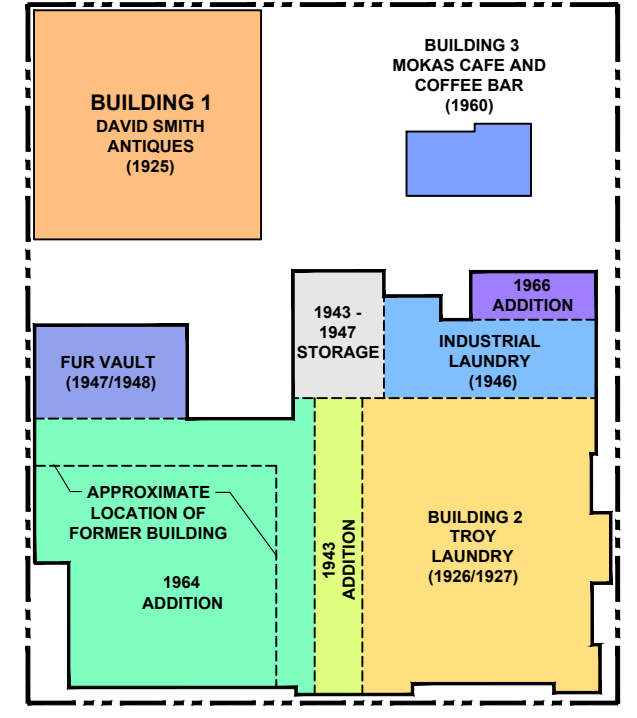 BUILDING 1
DAVID SMITH
ANTIQUES
(1925)
BUILDING 3
MOKAS CAFE AND
COFFEE BAR
(1960)
1943 -
1947
STORAGE
1966
ADDITION
INDUSTRIAL
LAUNDRY
(1946)
FUR VAULT
(1947/1948)
APPROXIMATE
LOCATION OF
FORMER BUILDING
1964
ADDITION
1943
ADDITION
BUILDING 2
TROY
LAUNDRY
(1926/1927)